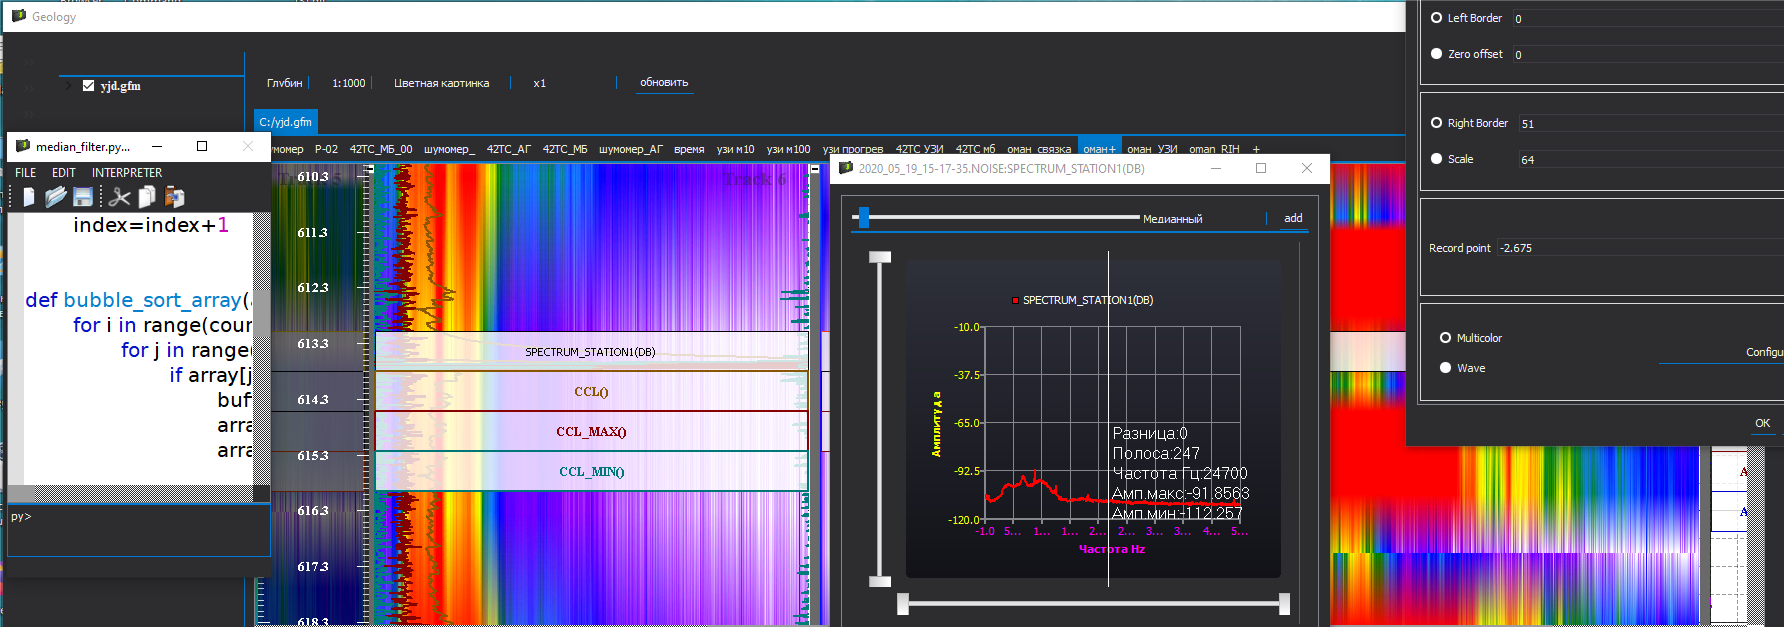 Geology
yjd.gfm
Глубин
1:1000
Цветная картинка
x1
обновить
C:/yjd.gfm
P-02
42ТС_МБ_00
шумомер_
42ТС_АГ
42ТС_МБ
шумомер_АГ
время
узи м10
узи м100
узи прогрев
42ТС_УЗИ
42ТС мб
оман_связка
оман+
оман_УЗИ
oman_RIH
+
median_filter.py...
FILE EDIT INTERPRETER
index=index+1
def bubble_sort_array(
for i in range(cour
for j in range(
if array[j
buf
arra
arra
py>
610.3
611.3
612.3
613.3
614.3
615.3
616.3
617.3
618.3
Track 6
SPECTRUM_STATION1(DB)
CCL()
CCL_MAX()
CCL_MIN()
2020_05_19_15-17-35.NOISE:SPECTRUM_STATION1(DB)
Медианный
add
SPECTRUM_STATION1(DB)
Амплитуда
-10.0
-37.5
-65.0
-92.5
-120.0
Разница:0
Полоса:247
Частота Гц:24700
Амп.макс:-91,8563
Амп.мин:-112,257
-1.0 5... 1... 1... 2... 2... 3... 3... 4... 5...
Частота Hz
Left Border 0
Zero offset 0
Right Border 51
Scale 64
Record point -2.675
Multicolor
Wave
Configu
OK
A
A